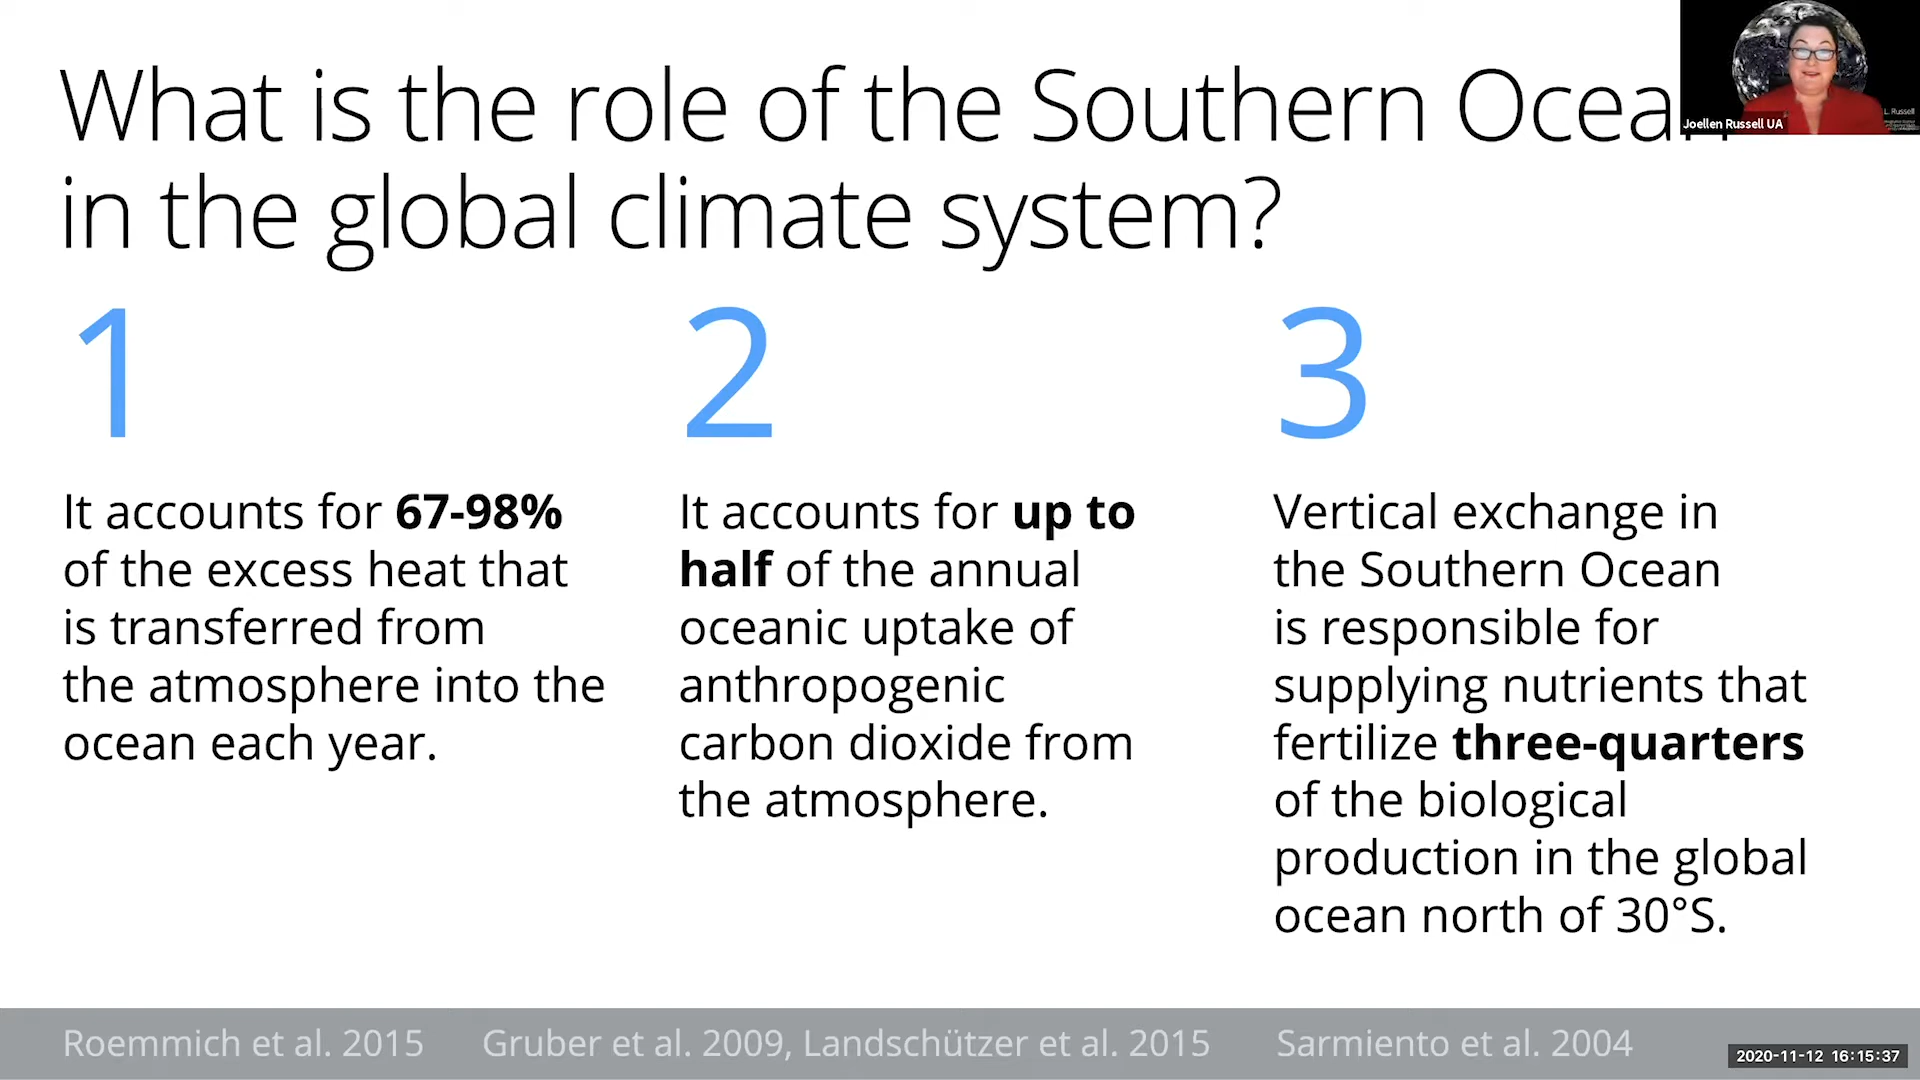 What is the role of the Southern Ocean
in the global climate system?
Joellen Russell UA
L. Russell
1
It accounts for 67-98%
of the excess heat that
is transferred from
the atmosphere into the
ocean each year.
2
It accounts for up to
half of the annual
oceanic uptake of
anthropogenic
carbon dioxide from
the atmosphere.
3
Vertical exchange in
the Southern Ocean
is responsible for
supplying nutrients that
fertilize three-quarters
of the biological
production in the global
ocean north of 30°S.
Roemmich et al. 2015
Gruber et al. 2009, Landschützer et al. 2015
Sarmiento et al. 2004
2020-11-12 16:15:37